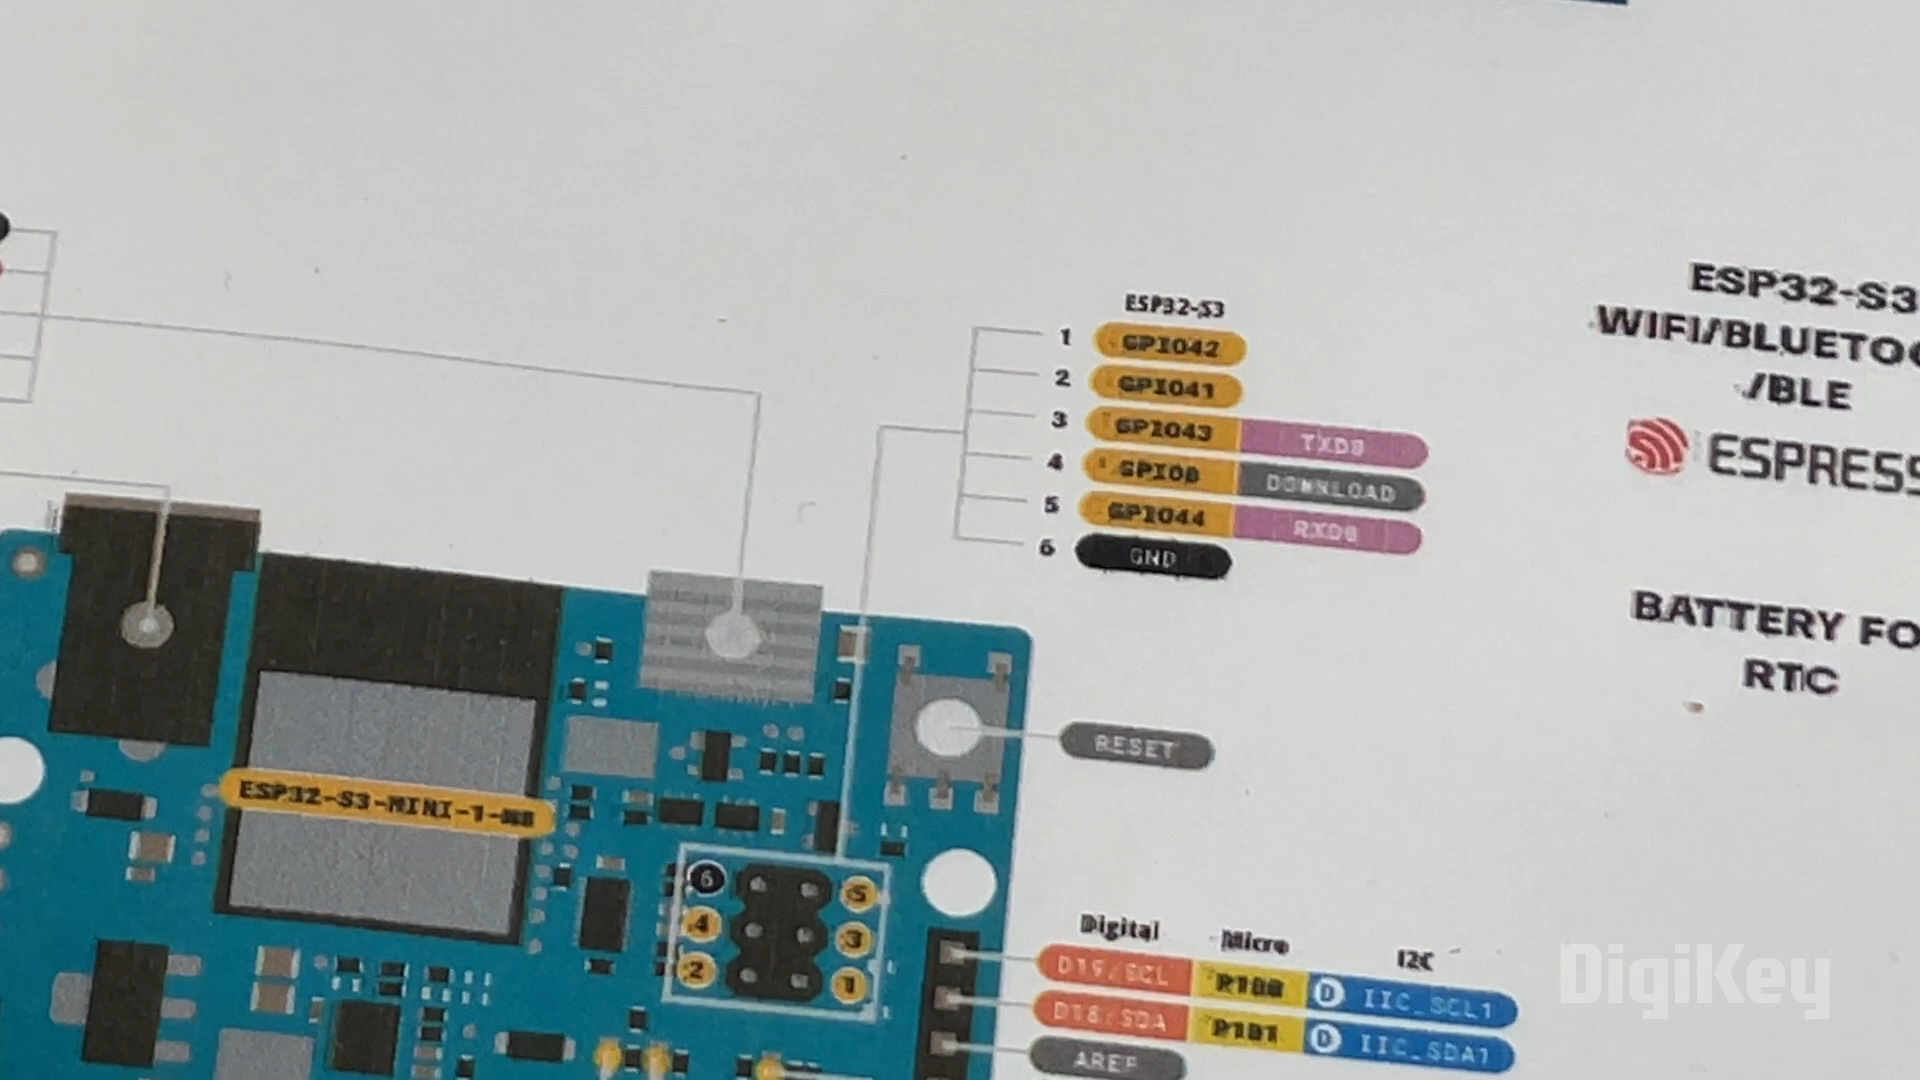 ESP32-S3
1 GPIO42
2 GPIO41
3 GPIO43 TXD0
4 GPIO0 DOWNLOAD
5 GPIO44 RXD0
6 GND
ESP32-S3
WIFI/BLUETOO
/BLE
ESPRESS
BATTERY FO
RTC
RESET
ESP32-S3-MINI-1-N8
6 5
4 3
2 1
Digital Micro I2C
D19/SCL P100 D IIC_SCL1
D18/SDA P101 D IIC_SDA1
AREF
DigiKey